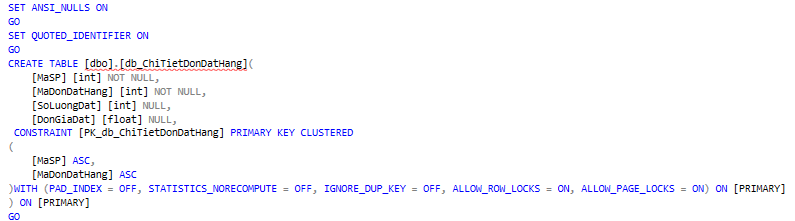 SET ANSI_NULLS ON
GO
SET QUOTED_IDENTIFIER ON
GO
CREATE TABLE [dbo].[db_ChiTietDonDatHang](
    [MaSP] [int] NOT NULL,
    [MaDonDatHang] [int] NOT NULL,
    [SoLuongDat] [int] NULL,
    [DonGiaDat] [float] NULL,
 CONSTRAINT [PK_db_ChiTietDonDatHang] PRIMARY KEY CLUSTERED
(
    [MaSP] ASC,
    [MaDonDatHang] ASC
)WITH (PAD_INDEX = OFF, STATISTICS_NORECOMPUTE = OFF, IGNORE_DUP_KEY = OFF, ALLOW_ROW_LOCKS = ON, ALLOW_PAGE_LOCKS = ON) ON [PRIMARY]
) ON [PRIMARY]
GO